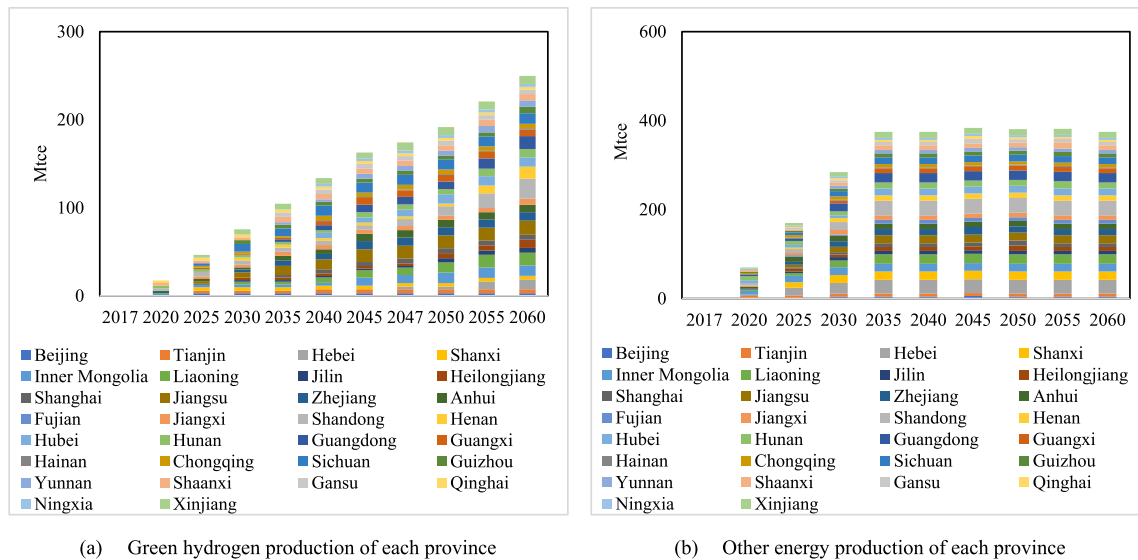 300
200
100
0
Mtce
2017 2020 2025 2030 2035 2040 2045 2047 2050 2055 2060
Beijing Tianjin Hebei Shanxi
Inner Mongolia Liaoning Jilin Heilongjiang
Shanghai Jiangsu Zhejiang Anhui
Fujian Jiangxi Shandong Henan
Hubei Hunan Guangdong Guangxi
Hainan Chongqing Sichuan Guizhou
Yunnan Shaanxi Gansu Qinghai
Ningxia Xinjiang
(a) Green hydrogen production of each province
600
400
200
0
Mtce
2017 2020 2025 2030 2035 2040 2045 2050 2055 2060
Beijing Tianjin Hebei Shanxi
Inner Mongolia Liaoning Jilin Heilongjiang
Shanghai Jiangsu Zhejiang Anhui
Fujian Jiangxi Shandong Henan
Hubei Hunan Guangdong Guangxi
Hainan Chongqing Sichuan Guizhou
Yunnan Shaanxi Gansu Qinghai
Ningxia Xinjiang
(b) Other energy production of each province